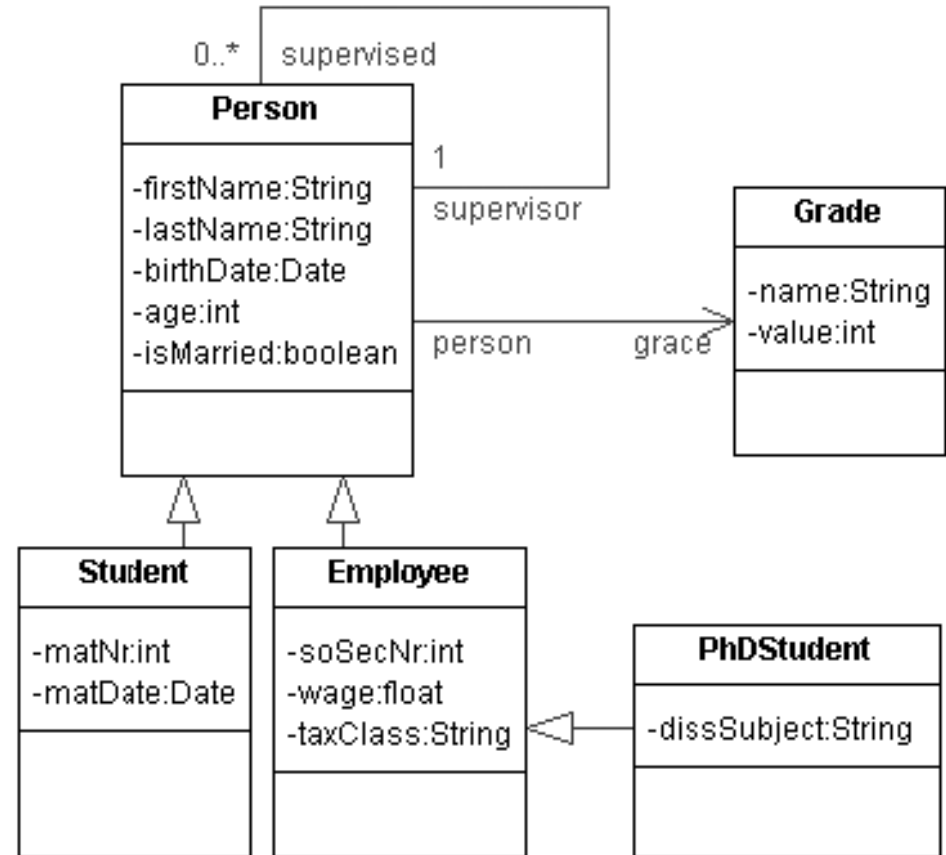 0..* supervised
Person
-firstName:String
-lastName:String
-birthDate:Date
-age:int
-isMarried:boolean
1
supervisor
person grace
Grade
-name:String
-value:int
Student
-matNr:int
-matDate:Date
Employee
-soSecNr:int
-wage:float
-taxClass:String
PhDStudent
-dissSubject:String